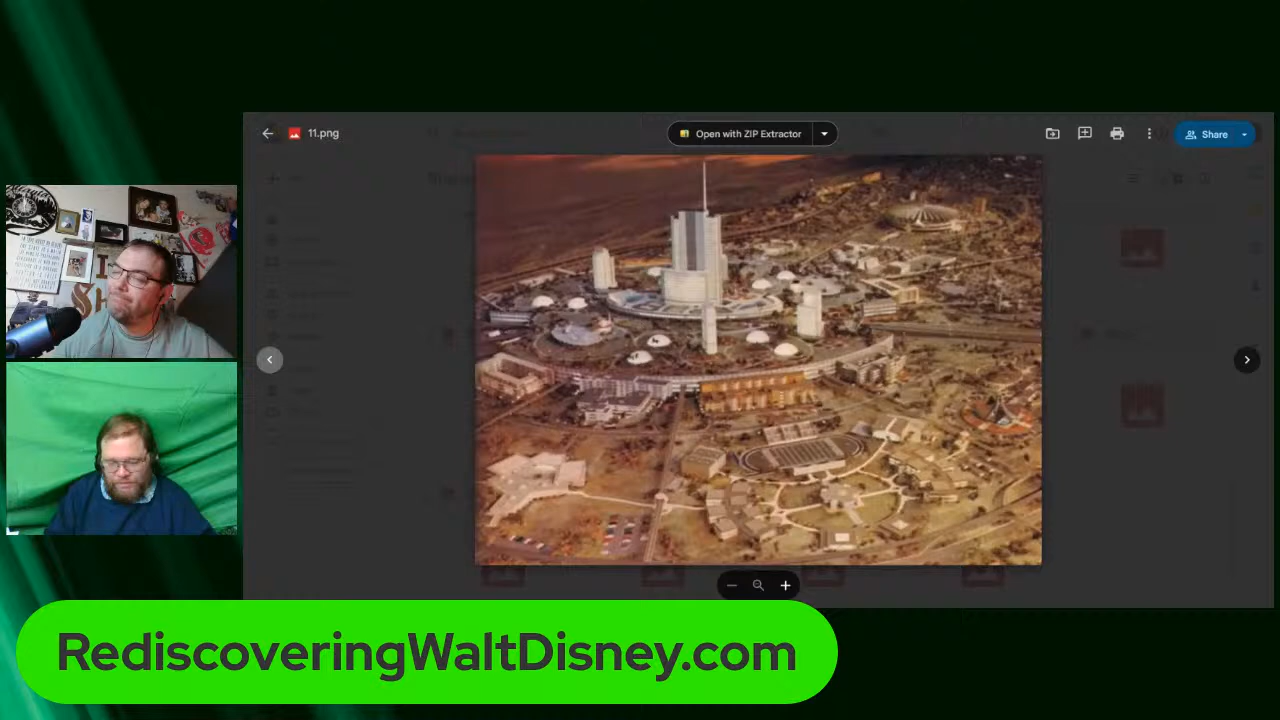 11.png
Open with ZIP Extractor
Share
RediscoveringWaltDisney.com